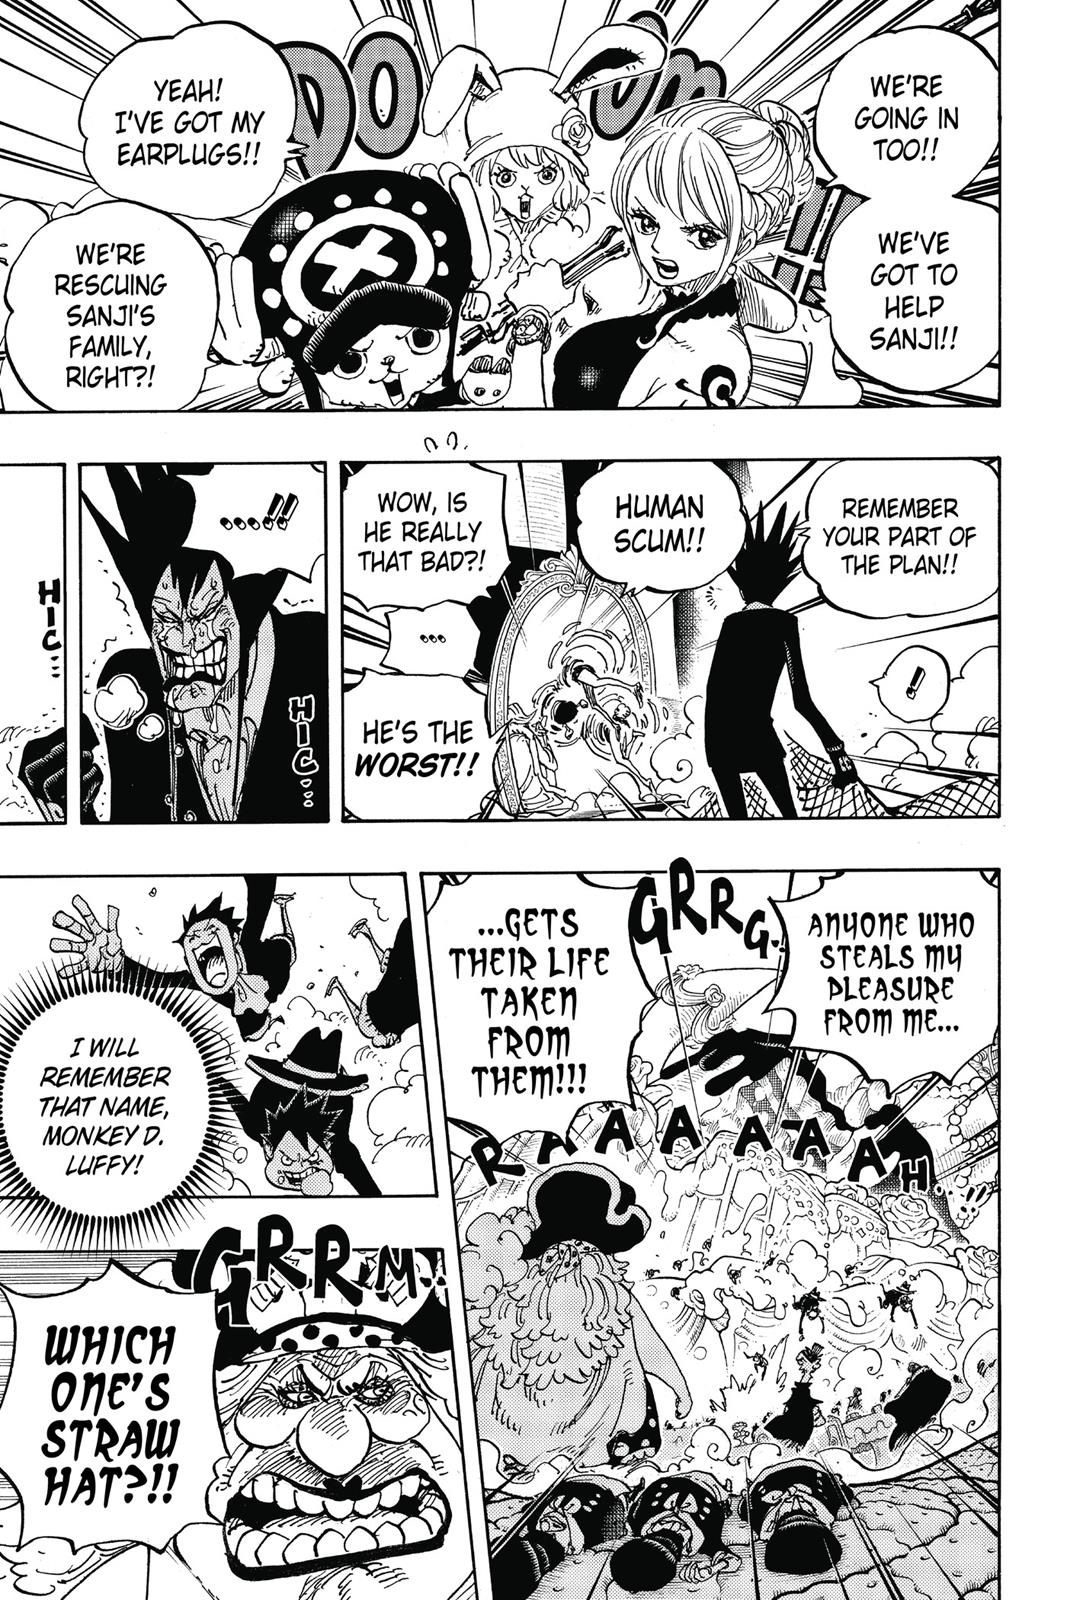 WE'RE
GOING IN
TOO!!
WE'VE
GOT TO
HELP
SANJI!!
DOOOM!!
YEAH!
I'VE GOT MY
EARPLUGS!!
WE'RE
RESCUING
SANJI'S
FAMILY,
RIGHT?!
REMEMBER
YOUR PART OF
THE PLAN!!
!
HUMAN
SCUM!!
WOW, IS
HE REALLY
THAT BAD?!
...
HE'S THE
WORST!!
.....!!
HIC...
HIC...
ANYONE WHO
STEALS MY
PLEASURE
FROM ME...
GRRG..
...GETS
THEIR LIFE
TAKEN
FROM
THEM!!!
RAAAAAAAH..
I WILL
REMEMBER
THAT NAME,
MONKEY D.
LUFFY!
GHRRM..
WHICH
ONE'S
STRAW
HAT?!!